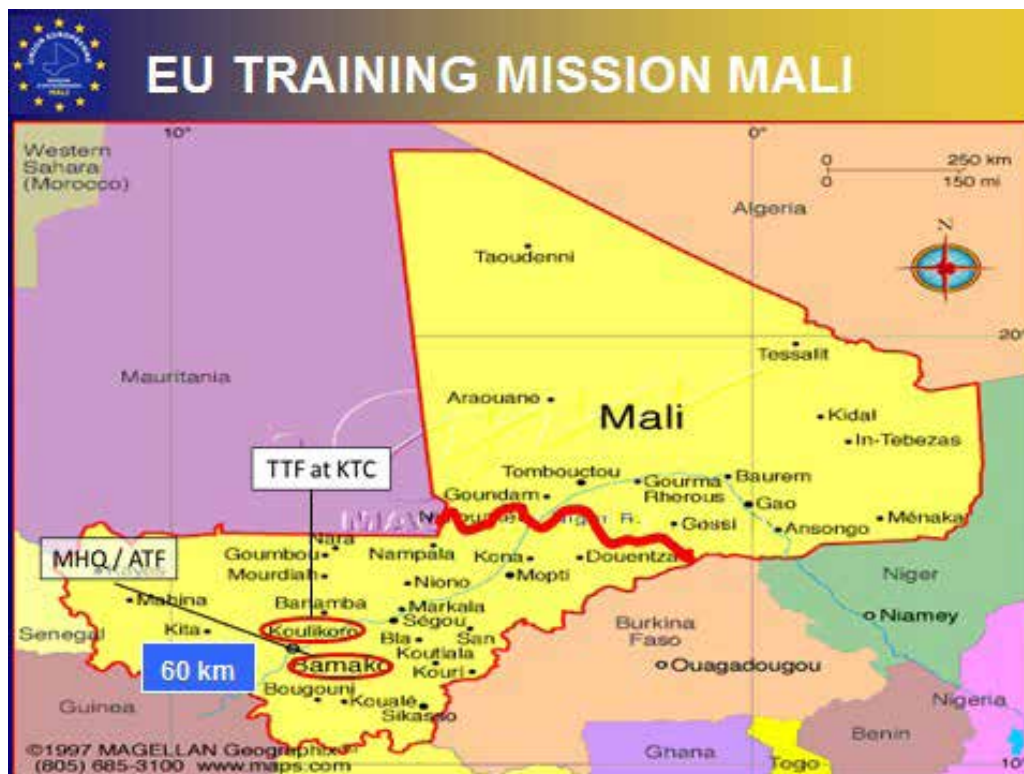 EU TRAINING MISSION MALI
UNION EUROPEENNE
MALI
10°
0°
Western
Sahara
(Morocco)
0 250 km
0 150 mi
Algeria
N
Taoudenni
20°
Tessalit
Mauritania
Araouane
Mali
Kidal
In-Tebezas
TTF at KTC
Tombouctou
Baurem
Goundam
Gourma
Rherous
Gao
Gossi
Ansongo
Ménaka
Nara
MHQ / ATF
Goumbou
Nampala
Kona
Douentza
Mourdiah
Niono
Mopti
Niger
Mahina
Banamba
Markala
Ségou
Niamey
Senegal
Kita
Koulikoro
Bla
San
Burkina
Faso
60 km
Bamako
Koutiala
Kouri
Ouagadougou
Guinea
Bougouni
Koualé
Sikasso
Nigeria
Benin
©1997 MAGELLAN Geographix
(805) 685-3100 www.maps.com
Ghana
Togo
10°